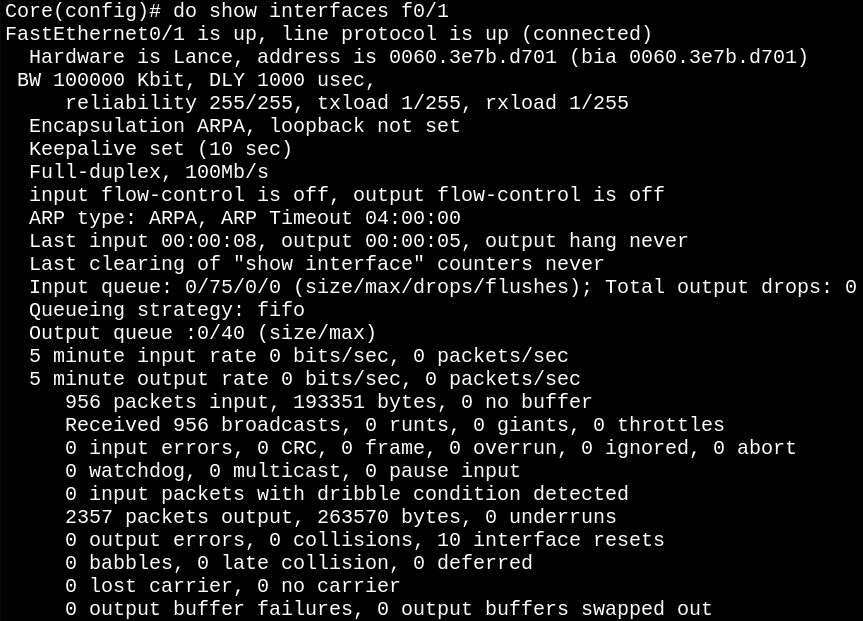 Core(config)# do show interfaces f0/1
FastEthernet0/1 is up, line protocol is up (connected)
  Hardware is Lance, address is 0060.3e7b.d701 (bia 0060.3e7b.d701)
 BW 100000 Kbit, DLY 1000 usec,
     reliability 255/255, txload 1/255, rxload 1/255
  Encapsulation ARPA, loopback not set
  Keepalive set (10 sec)
  Full-duplex, 100Mb/s
  input flow-control is off, output flow-control is off
  ARP type: ARPA, ARP Timeout 04:00:00
  Last input 00:00:08, output 00:00:05, output hang never
  Last clearing of "show interface" counters never
  Input queue: 0/75/0/0 (size/max/drops/flushes); Total output drops: 0
  Queueing strategy: fifo
  Output queue :0/40 (size/max)
  5 minute input rate 0 bits/sec, 0 packets/sec
  5 minute output rate 0 bits/sec, 0 packets/sec
     956 packets input, 193351 bytes, 0 no buffer
     Received 956 broadcasts, 0 runts, 0 giants, 0 throttles
     0 input errors, 0 CRC, 0 frame, 0 overrun, 0 ignored, 0 abort
     0 watchdog, 0 multicast, 0 pause input
     0 input packets with dribble condition detected
     2357 packets output, 263570 bytes, 0 underruns
     0 output errors, 0 collisions, 10 interface resets
     0 babbles, 0 late collision, 0 deferred
     0 lost carrier, 0 no carrier
     0 output buffer failures, 0 output buffers swapped out